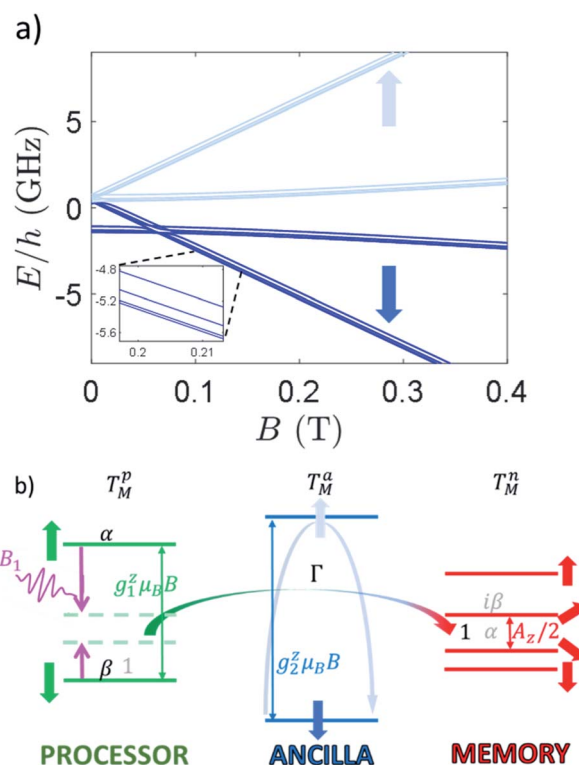 a)
E/h (GHz)
5
0
-5
-4.8
-5.2
-5.6
0.2
0.21
0
0.1
0.2
0.3
0.4
B (T)
b)
T_M^p
T_M^a
T_M^n
α
B_1
g_1^z μ_B B
β 1
Γ
g_2^z μ_B B
iβ
1 α A_z/2
PROCESSOR ANCILLA MEMORY